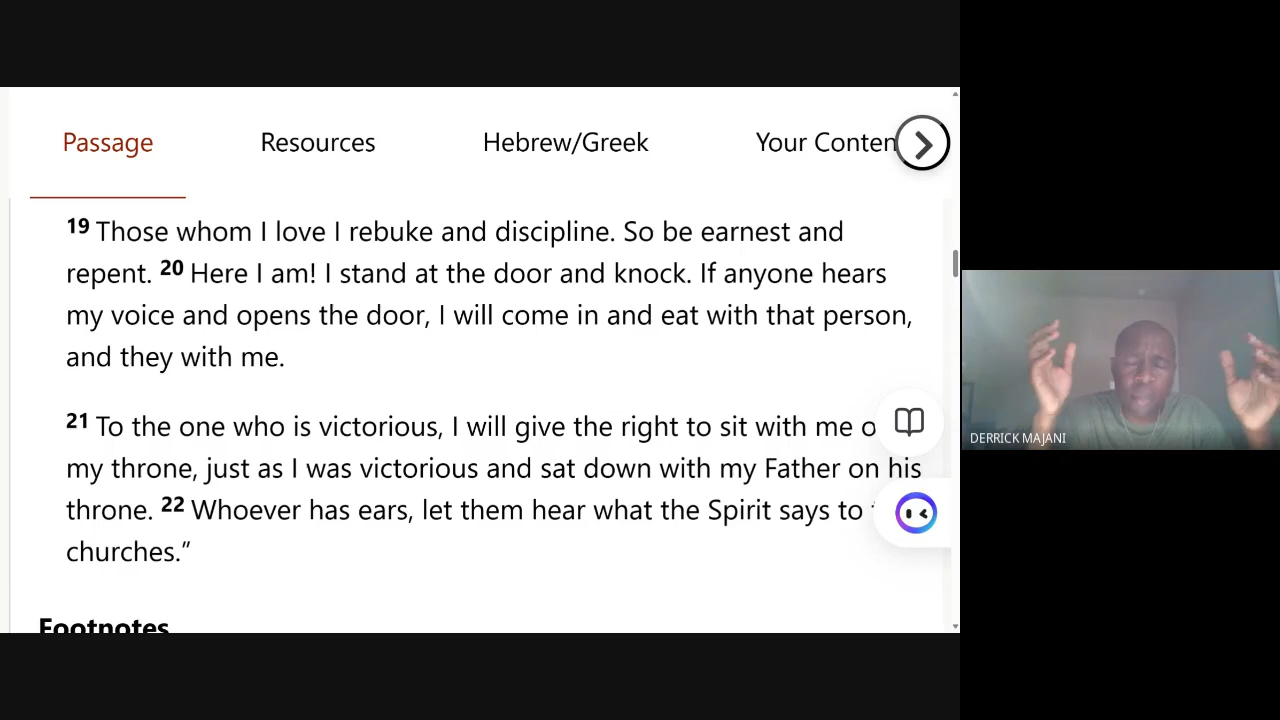 Passage Resources Hebrew/Greek Your Conten
19 Those whom I love I rebuke and discipline. So be earnest and
repent. 20 Here I am! I stand at the door and knock. If anyone hears
my voice and opens the door, I will come in and eat with that person,
and they with me.
21 To the one who is victorious, I will give the right to sit with me o
my throne, just as I was victorious and sat down with my Father on his
throne. 22 Whoever has ears, let them hear what the Spirit says to
churches.”
Footnotes
DERRICK MAJANI